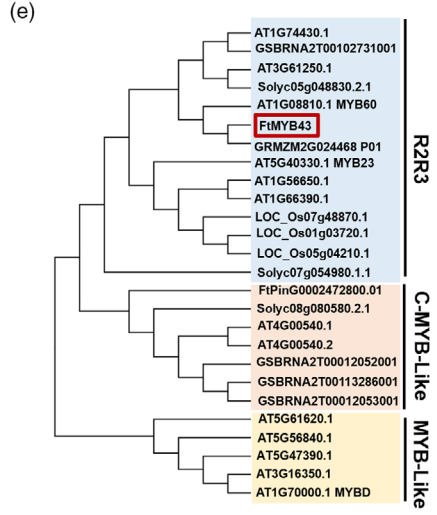 (e)
AT1G74430.1
GSBRNA2T00102731001
AT3G61250.1
Solyc05g048830.2.1
AT1G08810.1 MYB60
FtMYB43
GRMZM2G024468 P01
AT5G40330.1 MYB23
AT1G56650.1
AT1G66390.1
LOC_Os07g48870.1
LOC_Os01g03720.1
LOC_Os05g04210.1
Solyc07g054980.1.1
R2R3
FtPinG0002472800.01
Solyc08g080580.2.1
AT4G00540.1
AT4G00540.2
GSBRNA2T00012052001
GSBRNA2T00113286001
GSBRNA2T00012053001
C-MYB-Like
AT5G61620.1
AT5G56840.1
AT5G47390.1
AT3G16350.1
AT1G70000.1 MYBD
MYB-Like